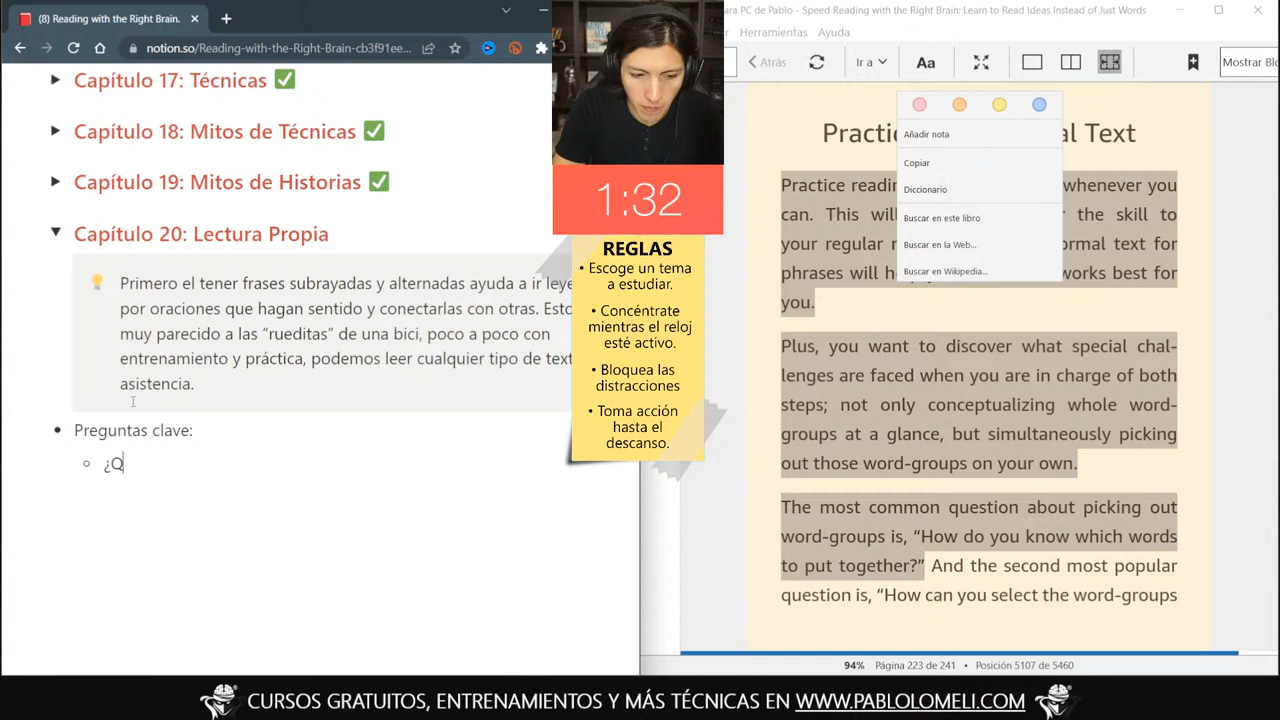 (8) Reading with the Right Brain.
notion.so/Reading-with-the-Right-Brain-cb3f91ee...
Capítulo 17: Técnicas ✅
Capítulo 18: Mitos de Técnicas ✅
Capítulo 19: Mitos de Historias ✅
Capítulo 20: Lectura Propia
Primero el tener frases subrayadas y alternadas ayuda a ir leye
por oraciones que hagan sentido y conectarlas con otras. Esto
muy parecido a las “rueditas” de una bici, poco a poco con
entrenamiento y práctica, podemos leer cualquier tipo de text
asistencia.
• Preguntas clave:
¿Q
1:32
REGLAS
• Escoge un tema
a estudiar.
• Concéntrate
mientras el reloj
esté activo.
• Bloquea las
distracciones
• Toma acción
hasta el
descanso.
ara PC de Pablo - Speed Reading with the Right Brain: Learn to Read Ideas Instead of Just Words
Herramientas Ayuda
Atrás Ir a Aa Mostrar Blo
Practic al Text
Añadir nota
Copiar
Diccionario
Buscar en este libro
Buscar en la Web...
Buscar en Wikipedia...
Practice readin whenever you
can. This wil the skill to
your regular ormal text for
phrases will h works best for
you.
Plus, you want to discover what special chal-
lenges are faced when you are in charge of both
steps; not only conceptualizing whole word-
groups at a glance, but simultaneously picking
out those word-groups on your own.
The most common question about picking out
word-groups is, “How do you know which words
to put together?” And the second most popular
question is, “How can you select the word-groups
94% Página 223 de 241 • Posición 5107 de 5460
CURSOS GRATUITOS, ENTRENAMIENTOS Y MÁS TÉCNICAS EN WWW.PABLOLOMELI.COM